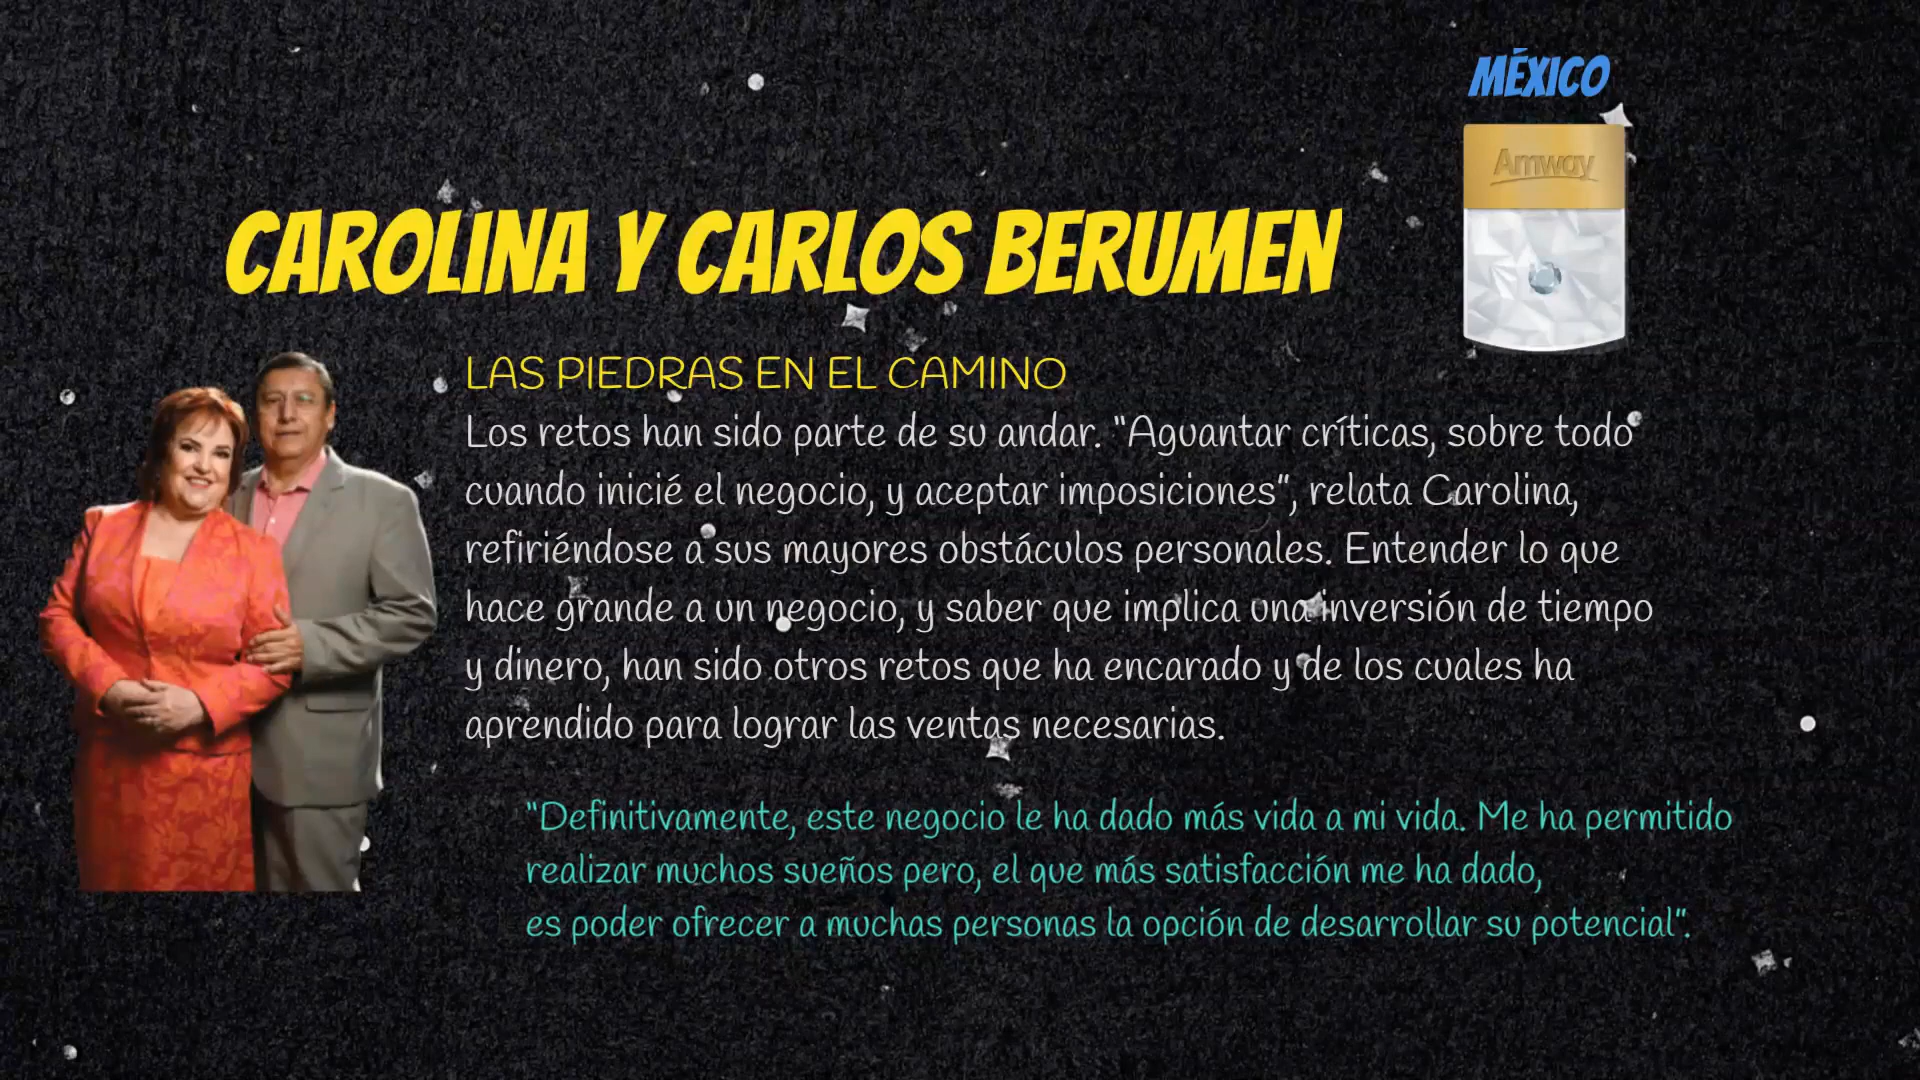 MÉXICO
Amway
CAROLINA Y CARLOS BERUMEN
LAS PIEDRAS EN EL CAMINO
Los retos han sido parte de su andar. "Aguantar críticas, sobre todo
cuando inicié el negocio, y aceptar imposiciones", relata Carolina,
refiriéndose a sus mayores obstáculos personales. Entender lo que
hace grande a un negocio, y saber que implica una inversión de tiempo
y dinero, han sido otros retos que ha encarado y de los cuales ha
aprendido para lograr las ventas necesarias.
"Definitivamente, este negocio le ha dado más vida a mi vida. Me ha permitido
realizar muchos sueños pero, el que más satisfacción me ha dado,
es poder ofrecer a muchas personas la opción de desarrollar su potencial".